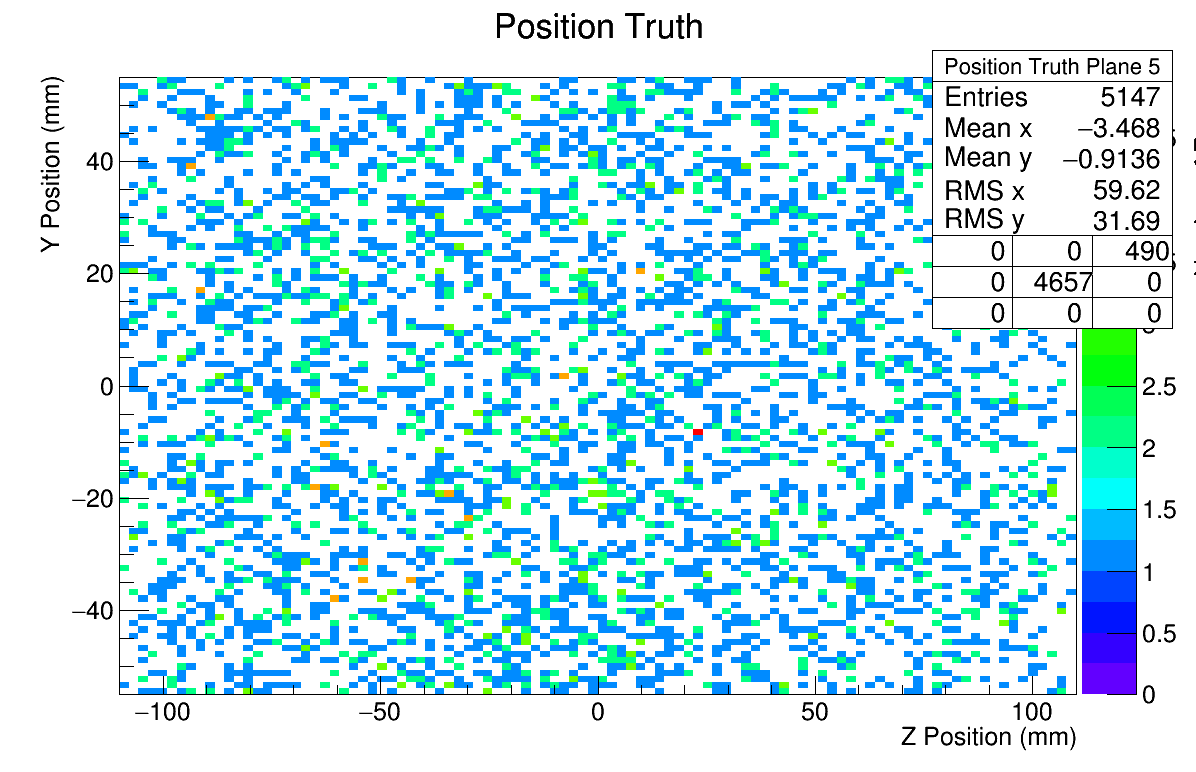 Position Truth
Position Truth Plane 5
Entries 5147
Mean x −3.468
Mean y −0.9136
RMS x 59.62
RMS y 31.69
0 0 490
0 4657 0
0 0 0
Y Position (mm)
40
20
0
−20
−40
−100 −50 0 50 100
Z Position (mm)
2.5
2
1.5
1
0.5
0